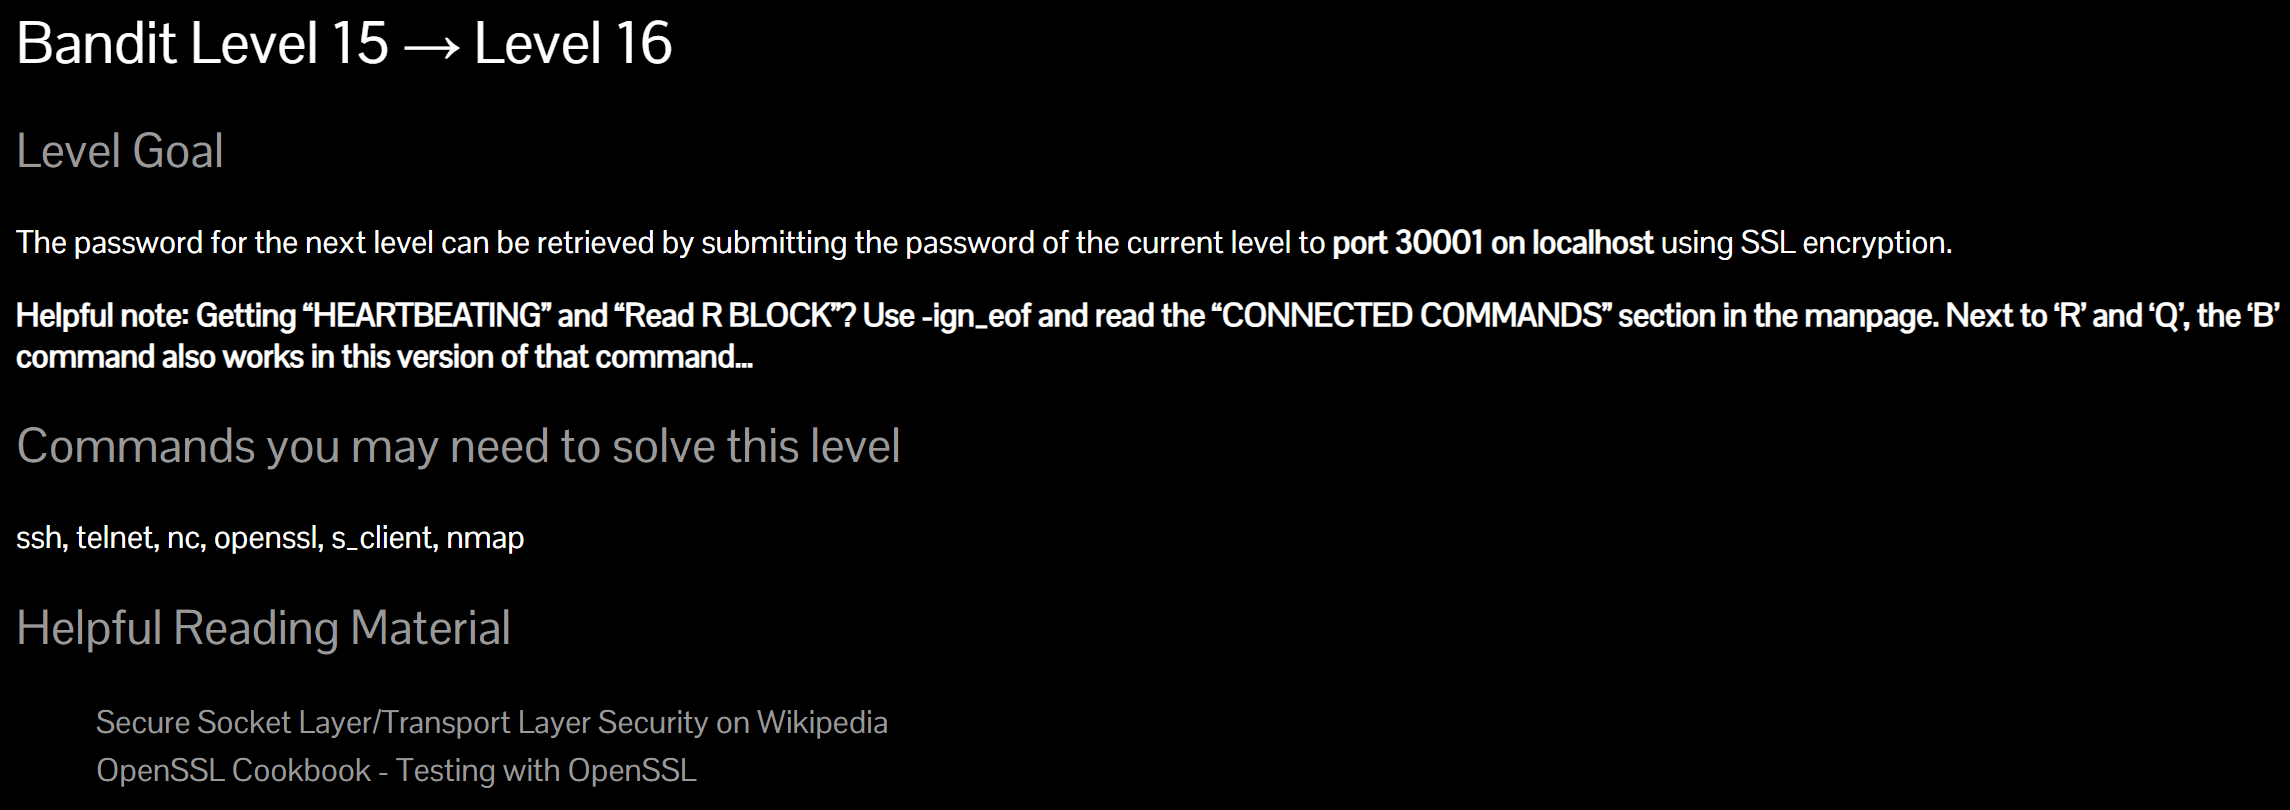 Bandit Level 15 → Level 16
Level Goal
The password for the next level can be retrieved by submitting the password of the current level to port 30001 on localhost using SSL encryption.
Helpful note: Getting “HEARTBEATING” and “Read R BLOCK”? Use -ign_eof and read the “CONNECTED COMMANDS” section in the manpage. Next to ‘R’ and ‘Q’, the ‘B’
command also works in this version of that command…
Commands you may need to solve this level
ssh, telnet, nc, openssl, s_client, nmap
Helpful Reading Material
Secure Socket Layer/Transport Layer Security on Wikipedia
OpenSSL Cookbook - Testing with OpenSSL